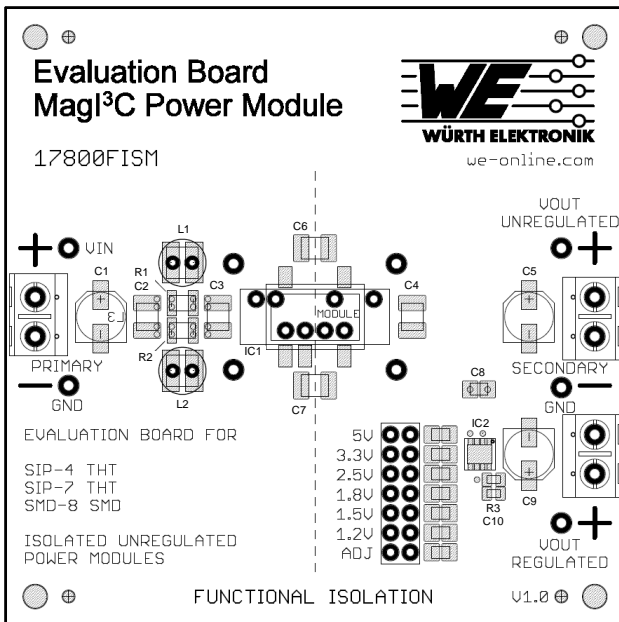 Evaluation Board
MagI³C Power Module
WE
WÜRTH ELEKTRONIK
17800FISM
we-online.com
VOUT
UNREGULATED
L1
C6
VIN
C1
R1
C2
C3
C4
C5
L3
MODULE
R2
IC1
PRIMARY
SECONDARY
GND
L2
C7
C8
GND
EVALUATION BOARD FOR
SIP-4 THT
SIP-7 THT
SMD-8 SMD
ISOLATED UNREGULATED
POWER MODULES
5V
3.3V
2.5V
1.8V
1.5V
1.2V
ADJ
IC2
R3
C10
C9
VOUT
REGULATED
FUNCTIONAL ISOLATION
V1.0